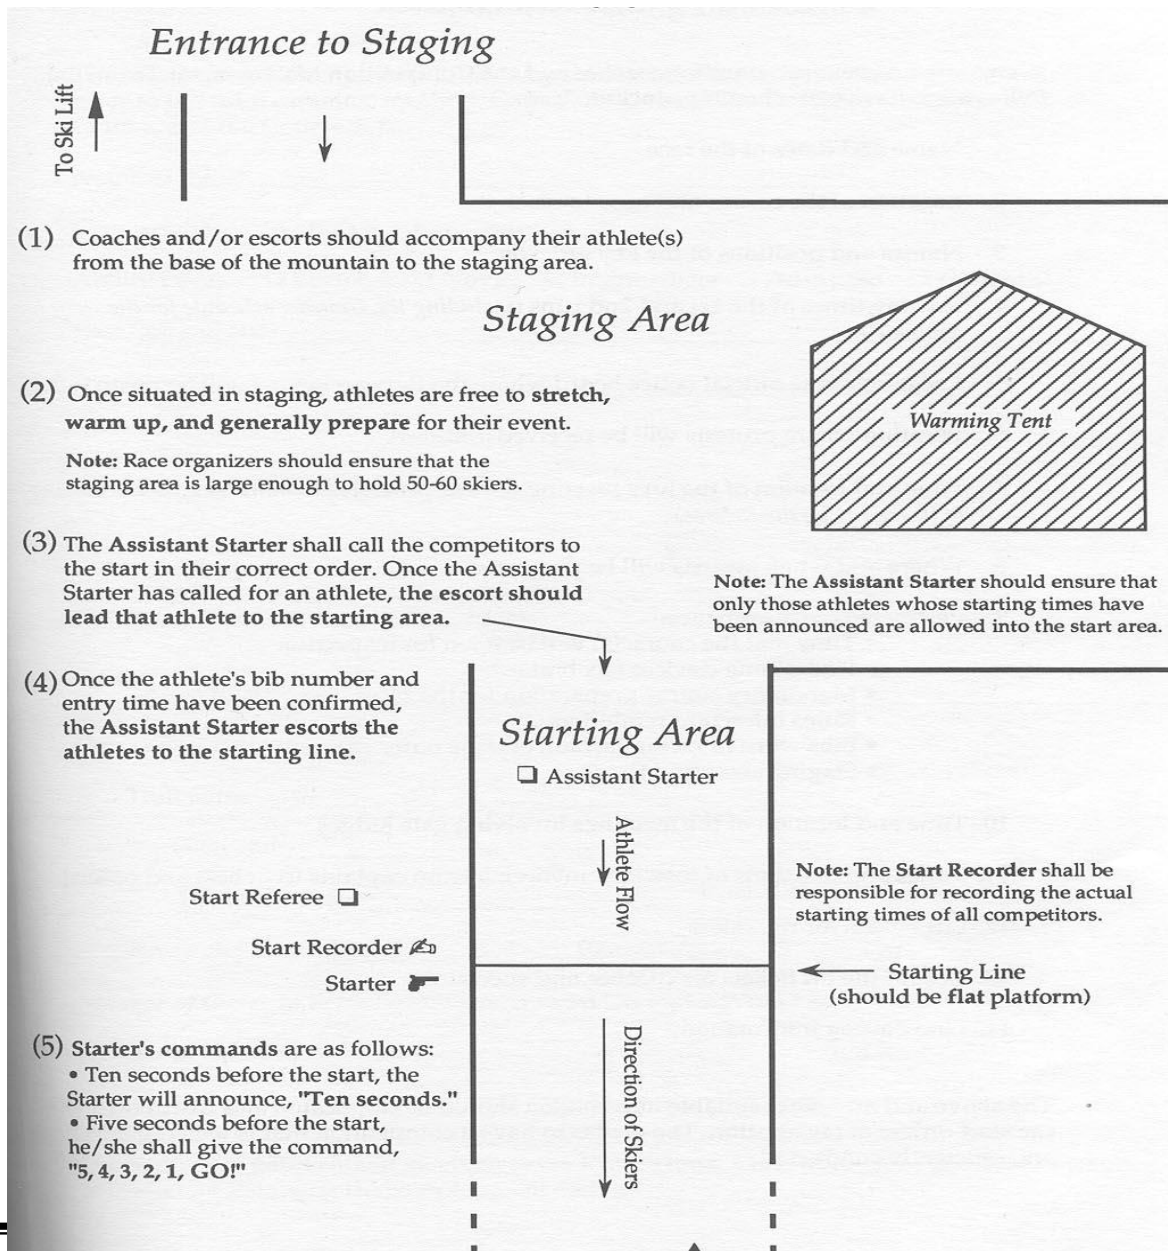 Entrance to Staging
To Ski Lift
(1) Coaches and/or escorts should accompany their athlete(s)
from the base of the mountain to the staging area.
Staging Area
Warming Tent
(2) Once situated in staging, athletes are free to stretch,
warm up, and generally prepare for their event.
Note: Race organizers should ensure that the
staging area is large enough to hold 50-60 skiers.
(3) The Assistant Starter shall call the competitors to
the start in their correct order. Once the Assistant
Starter has called for an athlete, the escort should
lead that athlete to the starting area.
Note: The Assistant Starter should ensure that
only those athletes whose starting times have
been announced are allowed into the start area.
(4) Once the athlete's bib number and
entry time have been confirmed,
the Assistant Starter escorts the
athletes to the starting line.
Starting Area
❏ Assistant Starter
Athlete Flow
Note: The Start Recorder shall be
responsible for recording the actual
starting times of all competitors.
Start Referee ❏
Start Recorder
Starter
Starting Line
(should be flat platform)
Direction of Skiers
(5) Starter's commands are as follows:
• Ten seconds before the start, the
Starter will announce, "Ten seconds."
• Five seconds before the start,
he/she shall give the command,
"5, 4, 3, 2, 1, GO!"